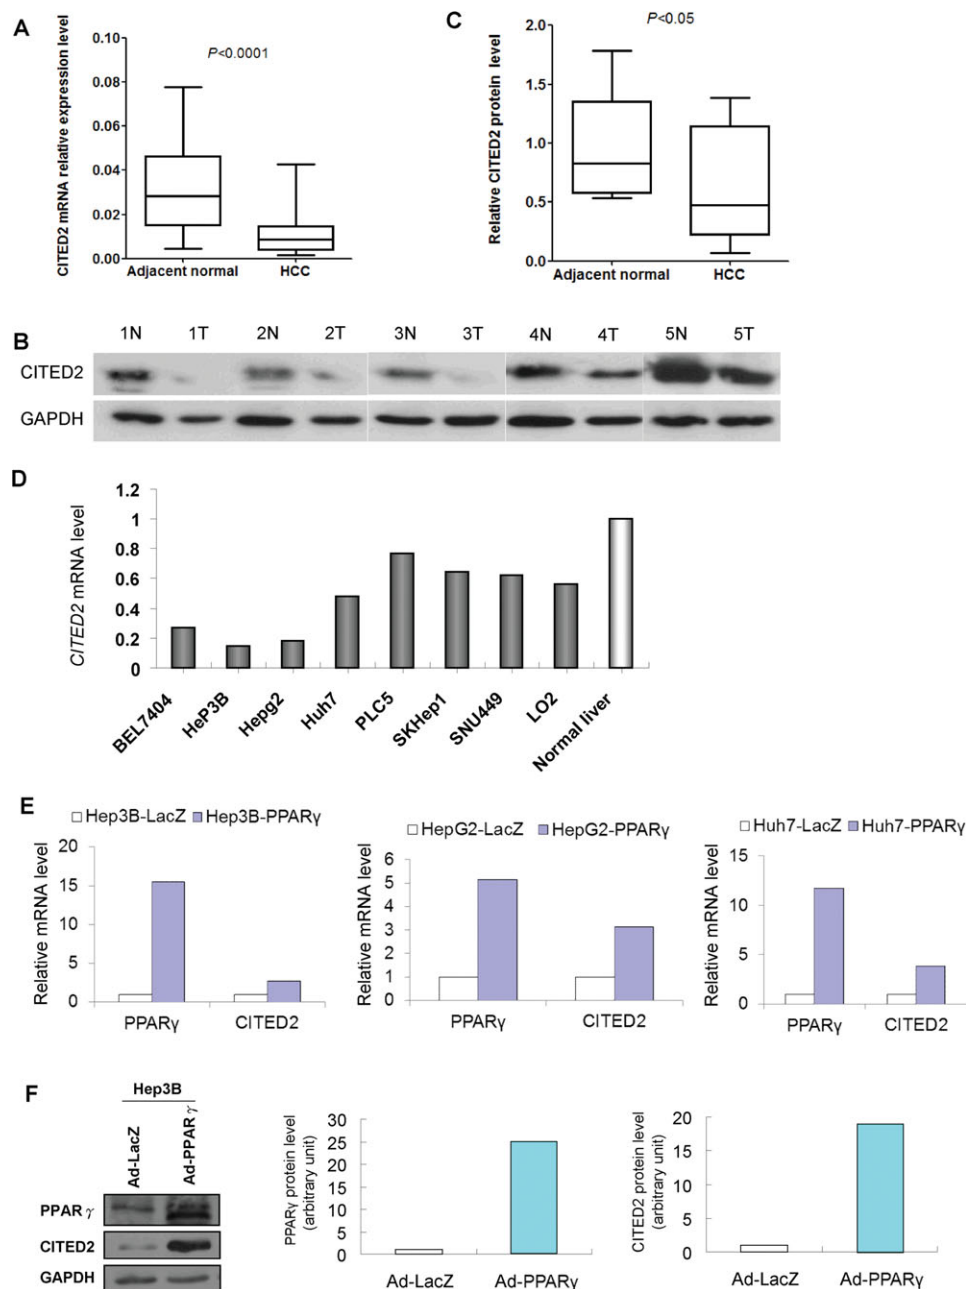 A
CITED2 mRNA relative expression level
0.10
0.08
0.06
0.04
0.02
0.00
P<0.0001
Adjacent normal HCC
C
Relative CITED2 protein level
2.0
1.5
1.0
0.5
0.0
P<0.05
Adjacent normal HCC
B
1N 1T 2N 2T 3N 3T 4N 4T 5N 5T
CITED2
GAPDH
D
CITED2 mRNA level
1.2
1
0.8
0.6
0.4
0.2
0
BEL7404 HeP3B Hepg2 Huh7 PLC5 SKHep1 SNU449 LO2 Normal liver
E
Hep3B-LacZ Hep3B-PPARγ
Relative mRNA level
20
15
10
5
0
PPARγ CITED2
HepG2-LacZ HepG2-PPARγ
Relative mRNA level
6
5
4
3
2
1
0
PPARγ CITED2
Huh7-LacZ Huh7-PPARγ
Relative mRNA level
15
10
5
0
PPARγ CITED2
F
Hep3B
Ad-LacZ Ad-PPARγ
PPARγ
CITED2
GAPDH
PPARγ protein level
(arbitrary unit)
30
25
20
15
10
5
0
Ad-LacZ Ad-PPARγ
CITED2 protein level
(arbitrary unit)
20
15
10
5
0
Ad-LacZ Ad-PPARγ